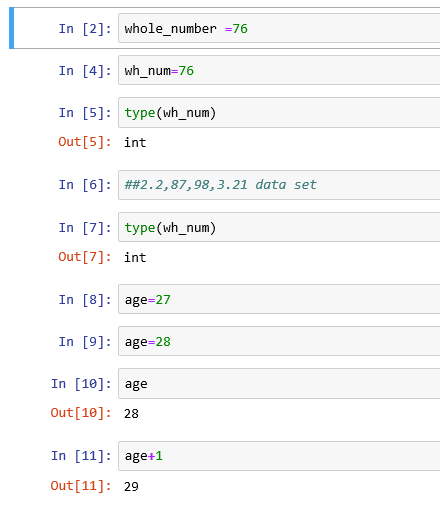 In [2]: whole_number =76
In [4]: wh_num=76
In [5]: type(wh_num)
Out[5]: int
In [6]: ##2.2,87,98,3.21 data set
In [7]: type(wh_num)
Out[7]: int
In [8]: age=27
In [9]: age=28
In [10]: age
Out[10]: 28
In [11]: age+1
Out[11]: 29